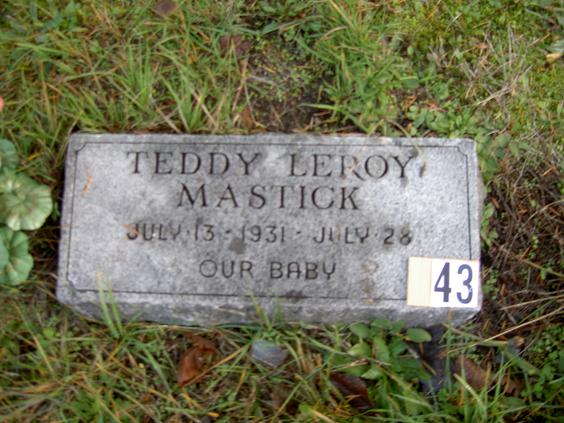 TEDDY LEROY
MASTICK
JULY·13 - 1931 - JULY·28
OUR BABY
43